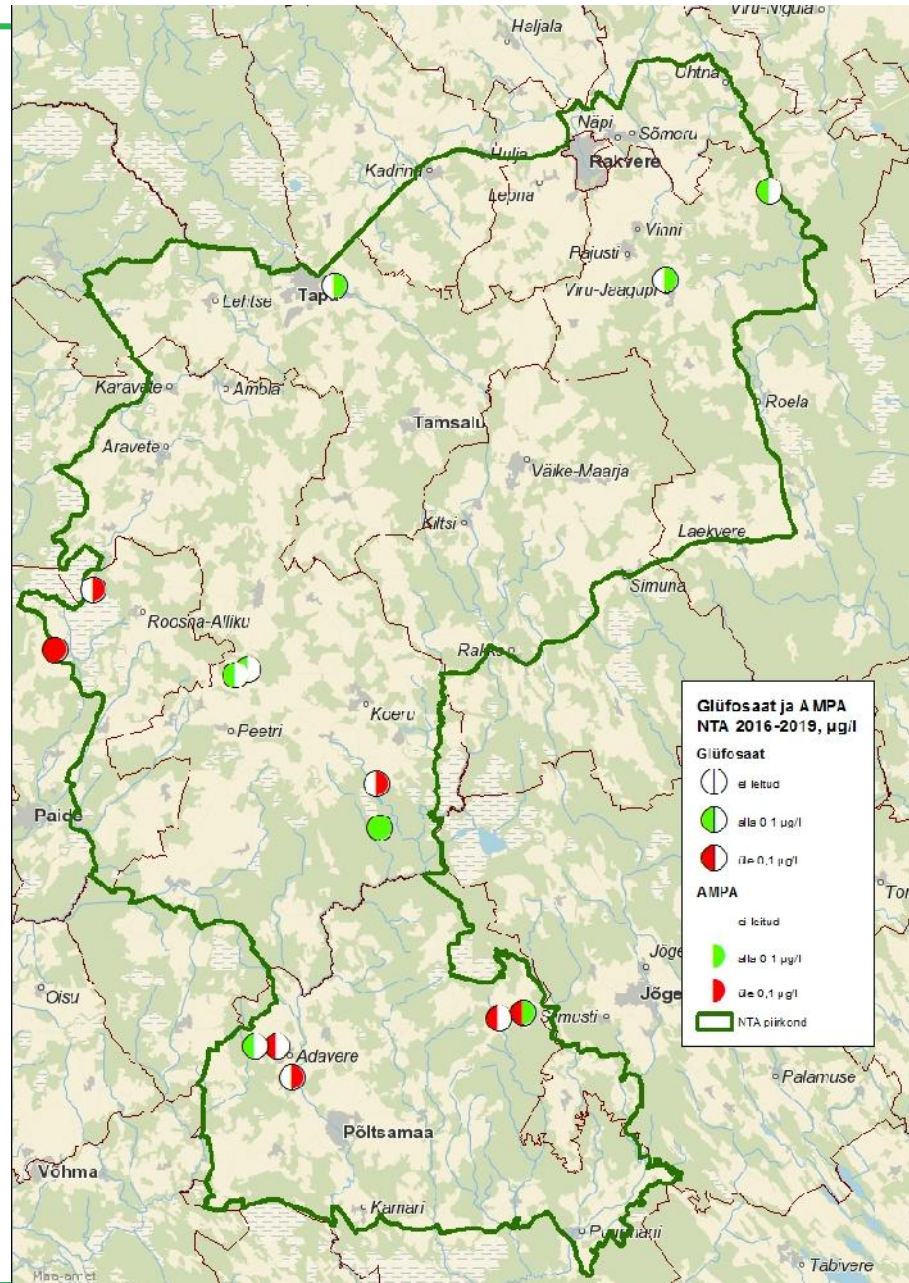 Viru-Nigula
Haljala
Uhtna
Näpi
Sõmeru
Hulja
Rakvere
Kadrina
Lepna
Vinni
Pajusti
Viru-Jaagupi
Tapa
Lehtse
Karavete
Ambla
Roela
Tamsalu
Aravete
Väike-Maarja
Kiltsi
Laekvere
Simuna
Roosna-Alliku
Rakke
Koeru
Peetri
Paide
Glüfosaat ja AMPA
NTA 2016-2019, µg/l
Glüfosaat
ei leitud
alla 0,1 µg/l
üle 0,1 µg/l
AMPA
ei leitud
alla 0,1 µg/l
üle 0,1 µg/l
NTA piirkond
Oisu
Jõge
Jõge
Adavere
Palamuse
Põltsamaa
Võhma
Kamari
Puurmani
Tabivere
Maa-amet